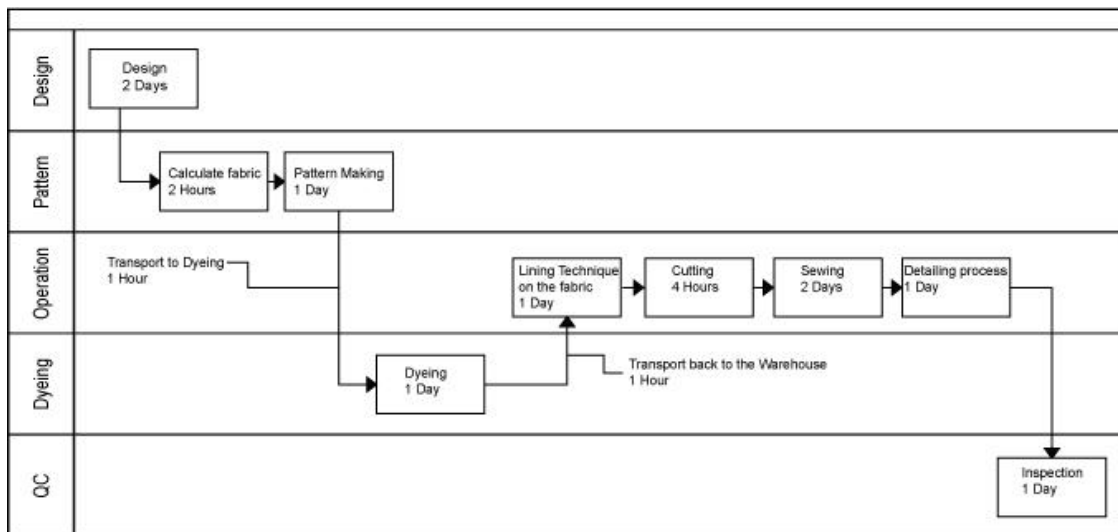 Design
Design
2 Days
Pattern
Calculate fabric
2 Hours
Pattern Making
1 Day
Operation
Transport to Dyeing
1 Hour
Lining Technique
on the fabric
1 Day
Cutting
4 Hours
Sewing
2 Days
Detailing process
1 Day
Dyeing
Dyeing
1 Day
Transport back to the Warehouse
1 Hour
QC
Inspection
1 Day